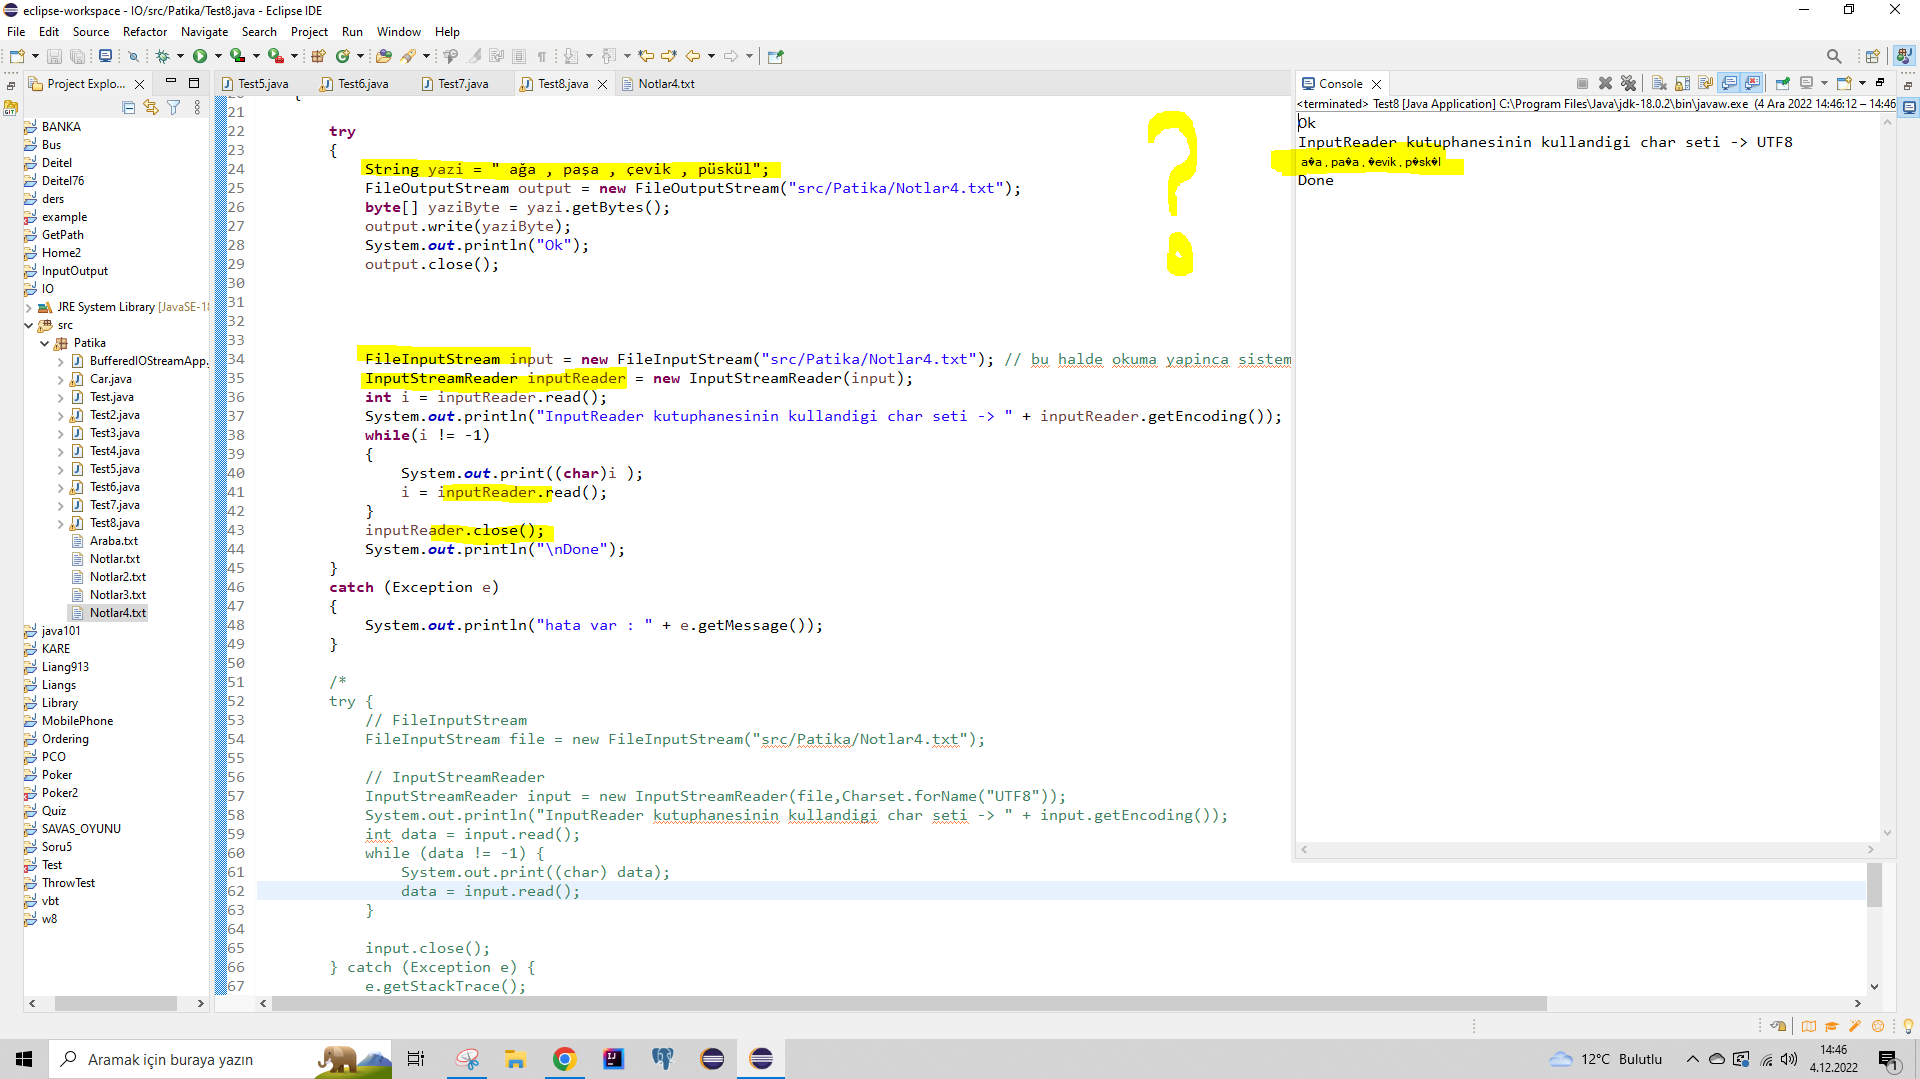 eclipse-workspace - IO/src/Patika/Test8.java - Eclipse IDE
File Edit Source Refactor Navigate Search Project Run Window Help
Project Explo...
BANKA
Bus
Deitel
Deitel76
ders
example
GetPath
Home2
InputOutput
IO
JRE System Library [JavaSE-18
src
Patika
BufferedIOStreamApp.
Car.java
Test.java
Test2.java
Test3.java
Test4.java
Test5.java
Test6.java
Test7.java
Test8.java
Araba.txt
Notlar.txt
Notlar2.txt
Notlar3.txt
Notlar4.txt
java101
KARE
Liang913
Liangs
Library
MobilePhone
Ordering
PCO
Poker
Poker2
Quiz
SAVAS_OYUNU
Soru5
Test
ThrowTest
vbt
w8
Test5.java Test6.java Test7.java Test8.java Notlar4.txt
20 {
21
22 try
23 {
24 String yazi = " ağa , paşa , çevik , püskül";
25 FileOutputStream output = new FileOutputStream("src/Patika/Notlar4.txt");
26 byte[] yaziByte = yazi.getBytes();
27 output.write(yaziByte);
28 System.out.println("Ok");
29 output.close();
30
31
32
33
34 FileInputStream input = new FileInputStream("src/Patika/Notlar4.txt"); // bu halde okuma yapinca sistem
35 InputStreamReader inputReader = new InputStreamReader(input);
36 int i = inputReader.read();
37 System.out.println("InputReader kutuphanesinin kullandigi char seti -> " + inputReader.getEncoding());
38 while(i != -1)
39 {
40 System.out.print((char)i );
41 i = inputReader.read();
42 }
43 inputReader.close();
44 System.out.println("\nDone");
45 }
46 catch (Exception e)
47 {
48 System.out.println("hata var : " + e.getMessage());
49 }
50
51 /*
52 try {
53 // FileInputStream
54 FileInputStream file = new FileInputStream("src/Patika/Notlar4.txt");
55
56 // InputStreamReader
57 InputStreamReader input = new InputStreamReader(file,Charset.forName("UTF8"));
58 System.out.println("InputReader kutuphanesinin kullandigi char seti -> " + input.getEncoding());
59 int data = input.read();
60 while (data != -1) {
61 System.out.print((char) data);
62 data = input.read();
63 }
64
65 input.close();
66 } catch (Exception e) {
67 e.getStackTrace();
?
Console
<terminated> Test8 [Java Application] C:\Program Files\Java\jdk-18.0.2\bin\javaw.exe (4 Ara 2022 14:46:12 – 14:46
Ok
InputReader kutuphanesinin kullandigi char seti -> UTF8
a�a , pa�a , �evik , p�sk�l
Done
Aramak için buraya yazın
12°C Bulutlu
14:46
4.12.2022
1